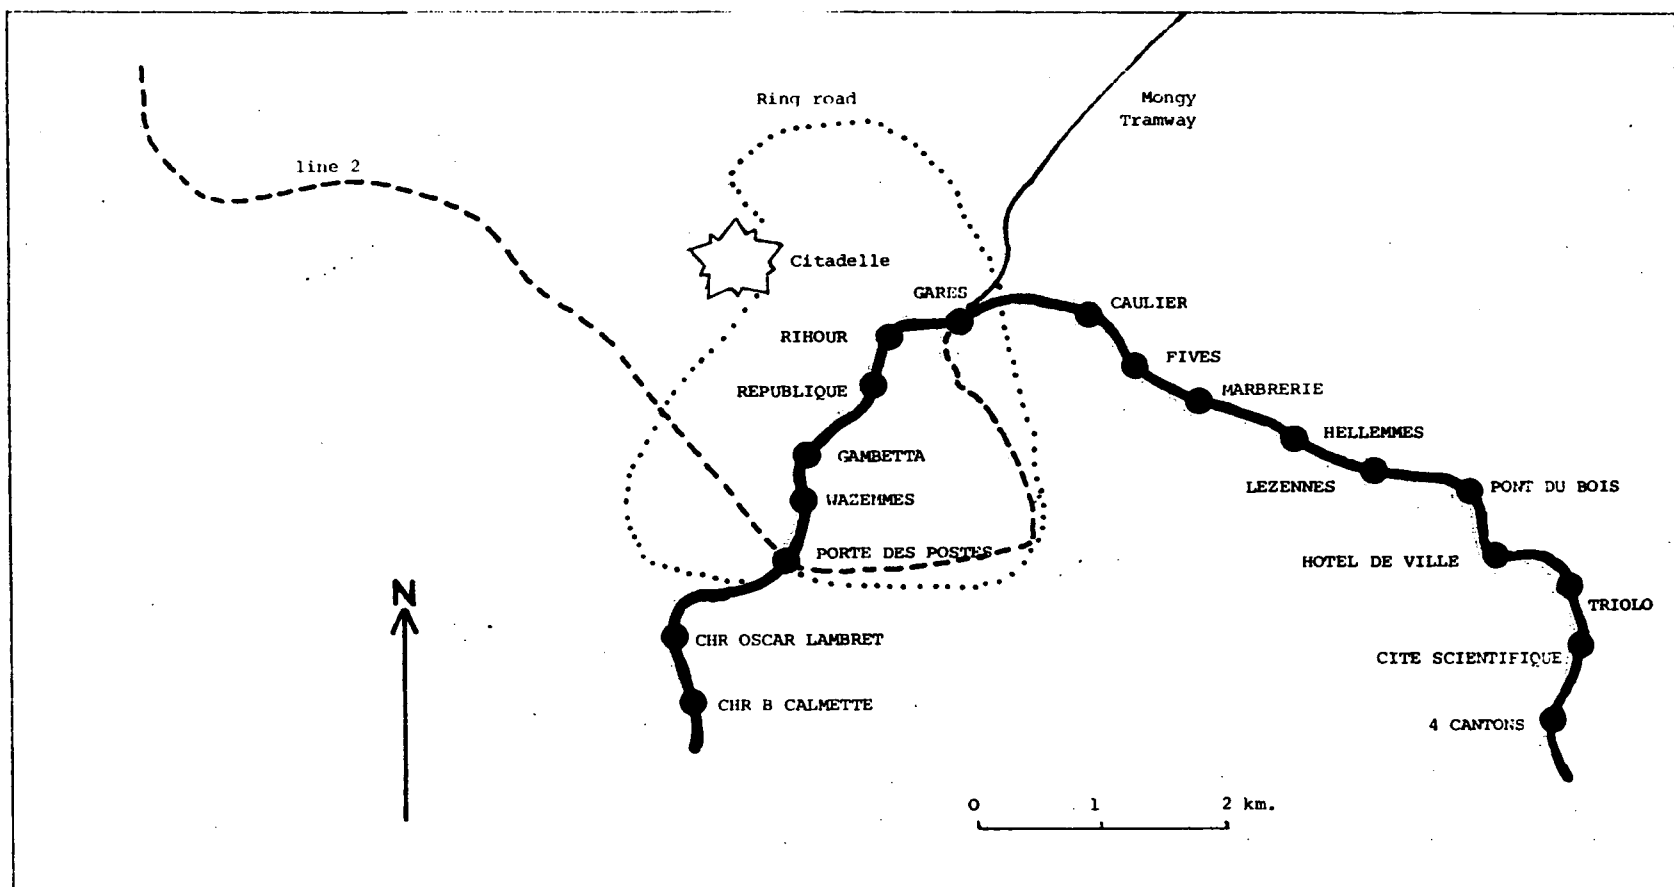 Ring road
Mongy
Tramway
line 2
Citadelle
GARES
CAULIER
RIHOUR
FIVES
REPUBLIQUE
MARBRERIE
HELLEMMES
GAMBETTA
LEZENNES
PONT DU BOIS
WAZEMMES
PORTE DES POSTES
HOTEL DE VILLE
N
TRIOLO
CHR OSCAR LAMBRET
CITE SCIENTIFIQUE
CHR B CALMETTE
4 CANTONS
0 1 2 km.